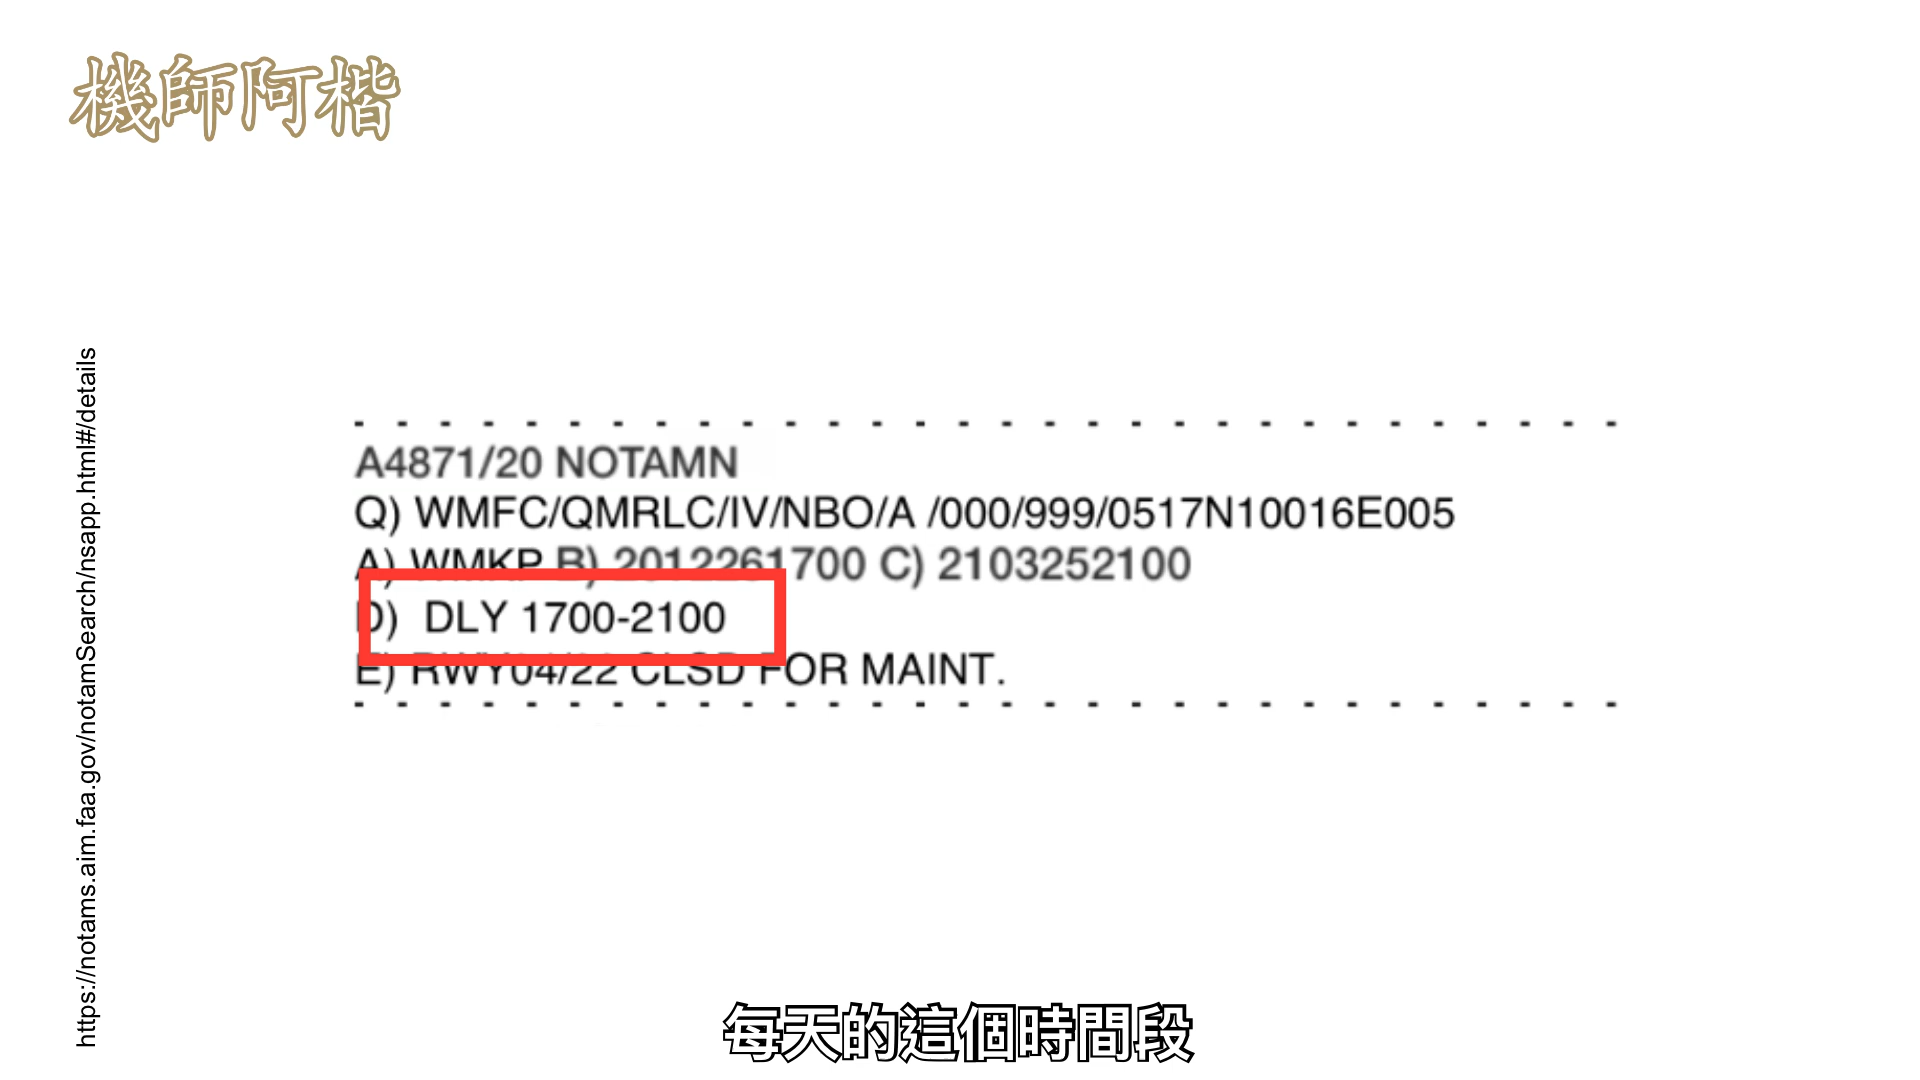 機師阿楷
https://notams.aim.faa.gov/notamSearch/nsapp.html#/details
A4871/20 NOTAMN
Q) WMFC/QMRLC/IV/NBO/A /000/999/0517N10016E005
A) WMKP B) 2012261700 C) 2103252100
D) DLY 1700-2100
E) RWY04/22 CLSD FOR MAINT.
每天的這個時間段